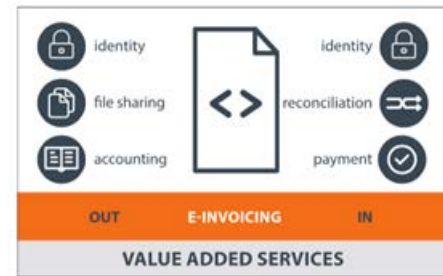 identity
identity
file sharing
reconciliation
accounting
payment
OUT E-INVOICING IN
VALUE ADDED SERVICES